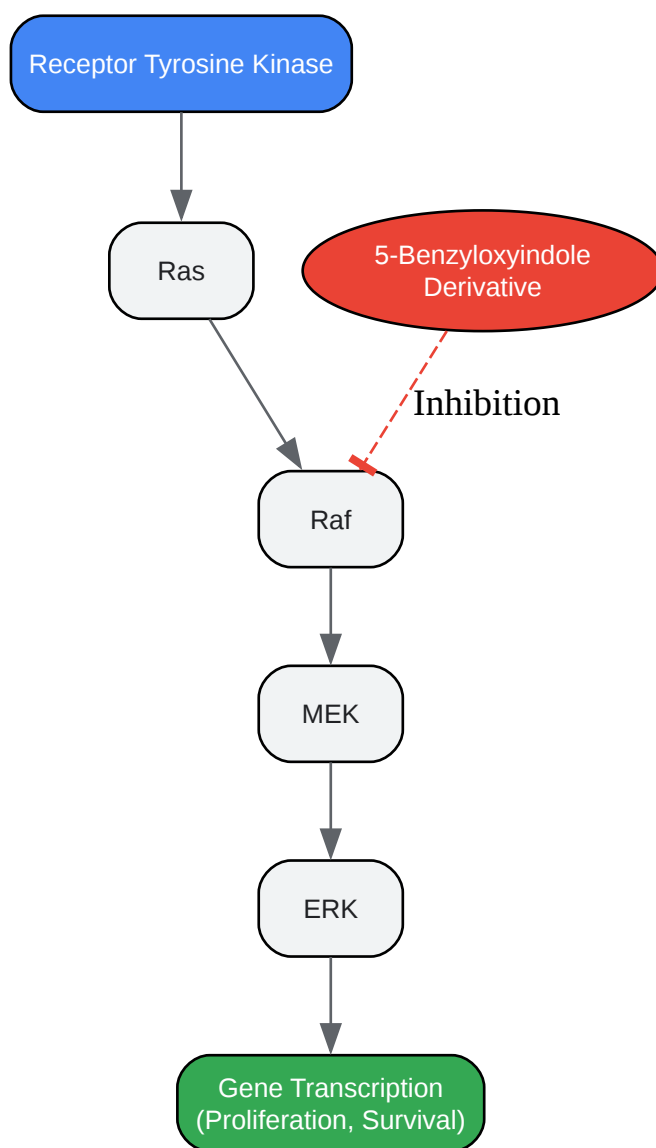 Receptor Tyrosine Kinase
Ras
5-Benzyloxyindole
Derivative
Inhibition
Raf
MEK
ERK
Gene Transcription
(Proliferation, Survival)